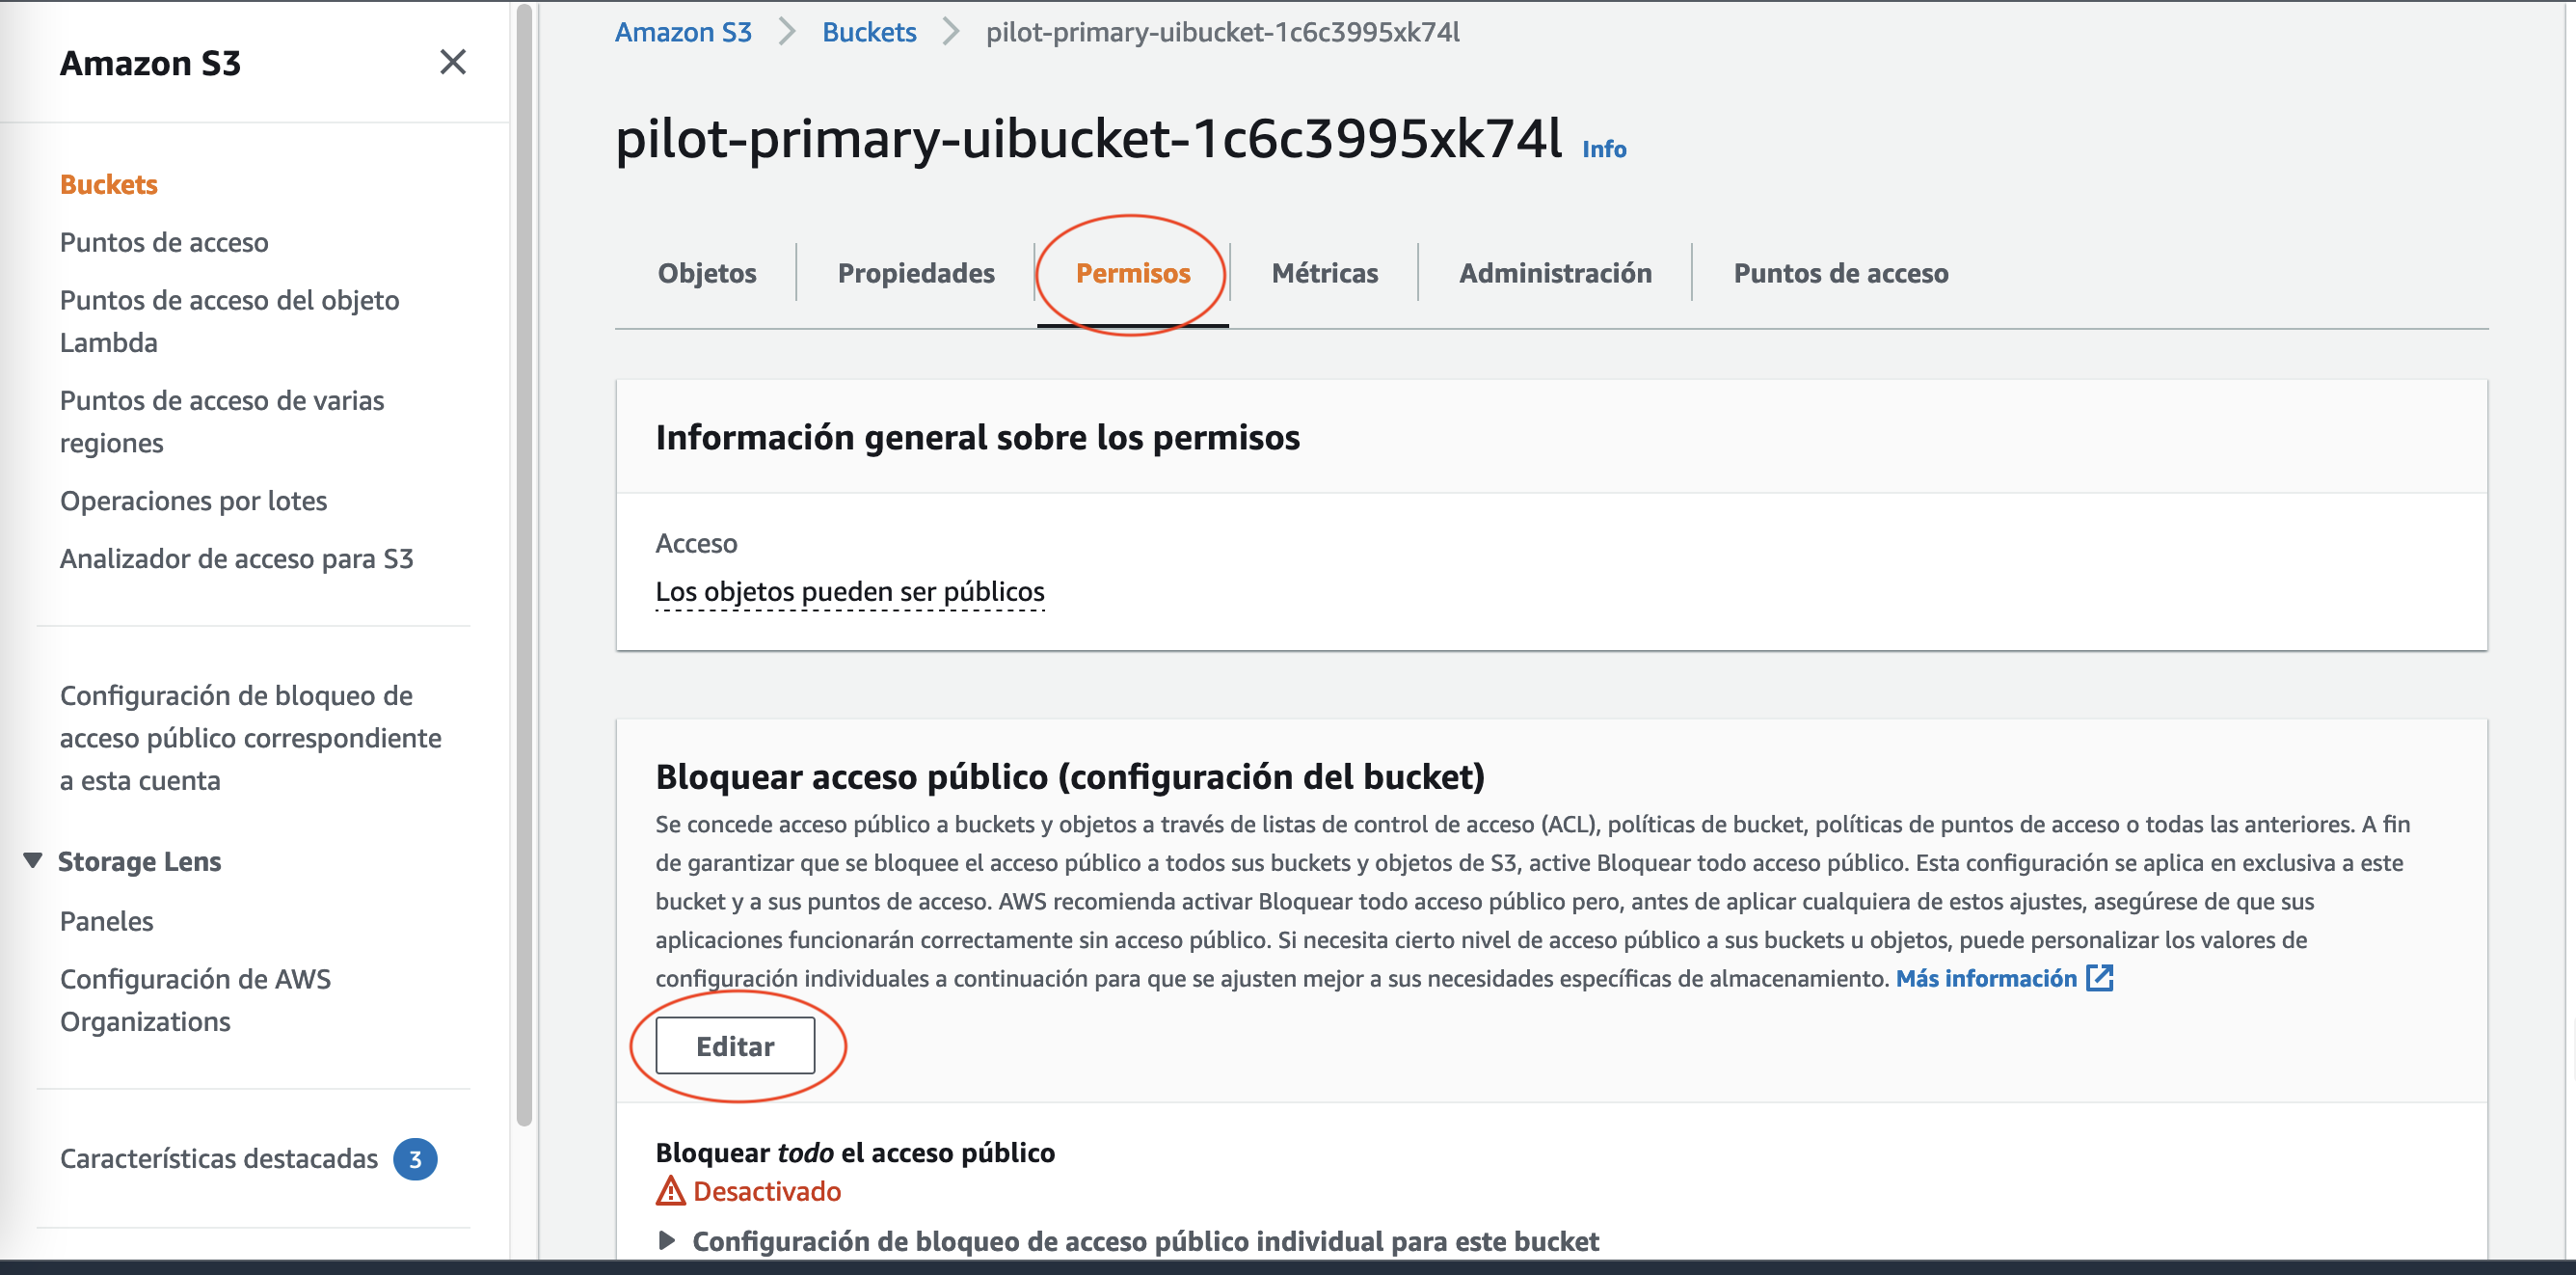 Amazon S3
Buckets
Puntos de acceso
Puntos de acceso del objeto
Lambda
Puntos de acceso de varias
regiones
Operaciones por lotes
Analizador de acceso para S3
Configuración de bloqueo de
acceso público correspondiente
a esta cuenta
Storage Lens
Paneles
Configuración de AWS
Organizations
Características destacadas 3
Amazon S3 > Buckets > pilot-primary-uibucket-1c6c3995xk74l
pilot-primary-uibucket-1c6c3995xk74l Info
Objetos Propiedades Permisos Métricas Administración Puntos de acceso
Información general sobre los permisos
Acceso
Los objetos pueden ser públicos
Bloquear acceso público (configuración del bucket)
Se concede acceso público a buckets y objetos a través de listas de control de acceso (ACL), políticas de bucket, políticas de puntos de acceso o todas las anteriores. A fin
de garantizar que se bloquee el acceso público a todos sus buckets y objetos de S3, active Bloquear todo acceso público. Esta configuración se aplica en exclusiva a este
bucket y a sus puntos de acceso. AWS recomienda activar Bloquear todo acceso público pero, antes de aplicar cualquiera de estos ajustes, asegúrese de que sus
aplicaciones funcionarán correctamente sin acceso público. Si necesita cierto nivel de acceso público a sus buckets u objetos, puede personalizar los valores de
configuración individuales a continuación para que se ajusten mejor a sus necesidades específicas de almacenamiento. Más información
Editar
Bloquear todo el acceso público
Desactivado
Configuración de bloqueo de acceso público individual para este bucket